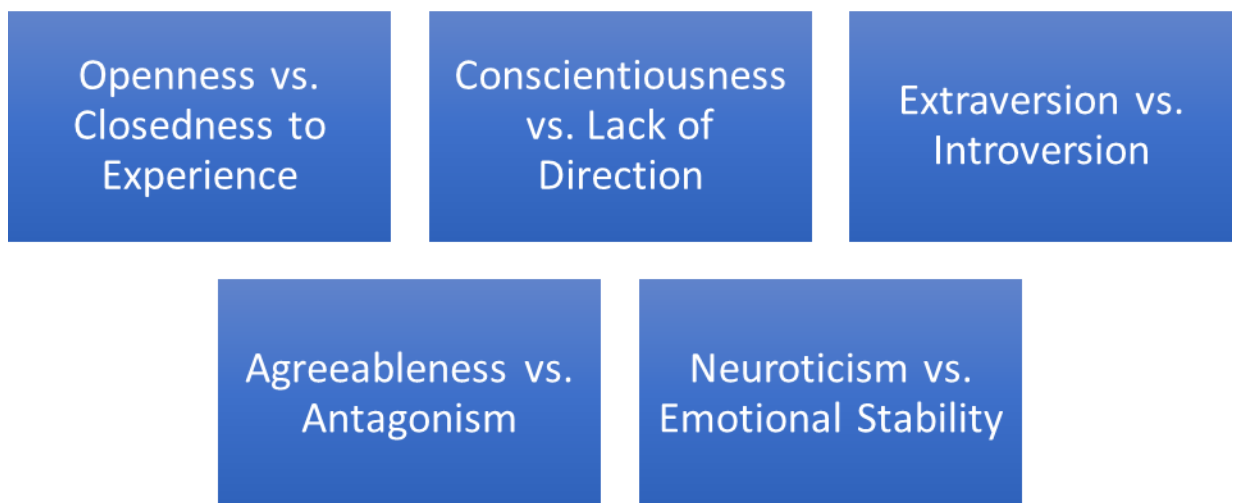 Openness vs.
Closedness to
Experience
Conscientiousness
vs. Lack of
Direction
Extraversion vs.
Introversion
Agreeableness vs.
Antagonism
Neuroticism vs.
Emotional Stability